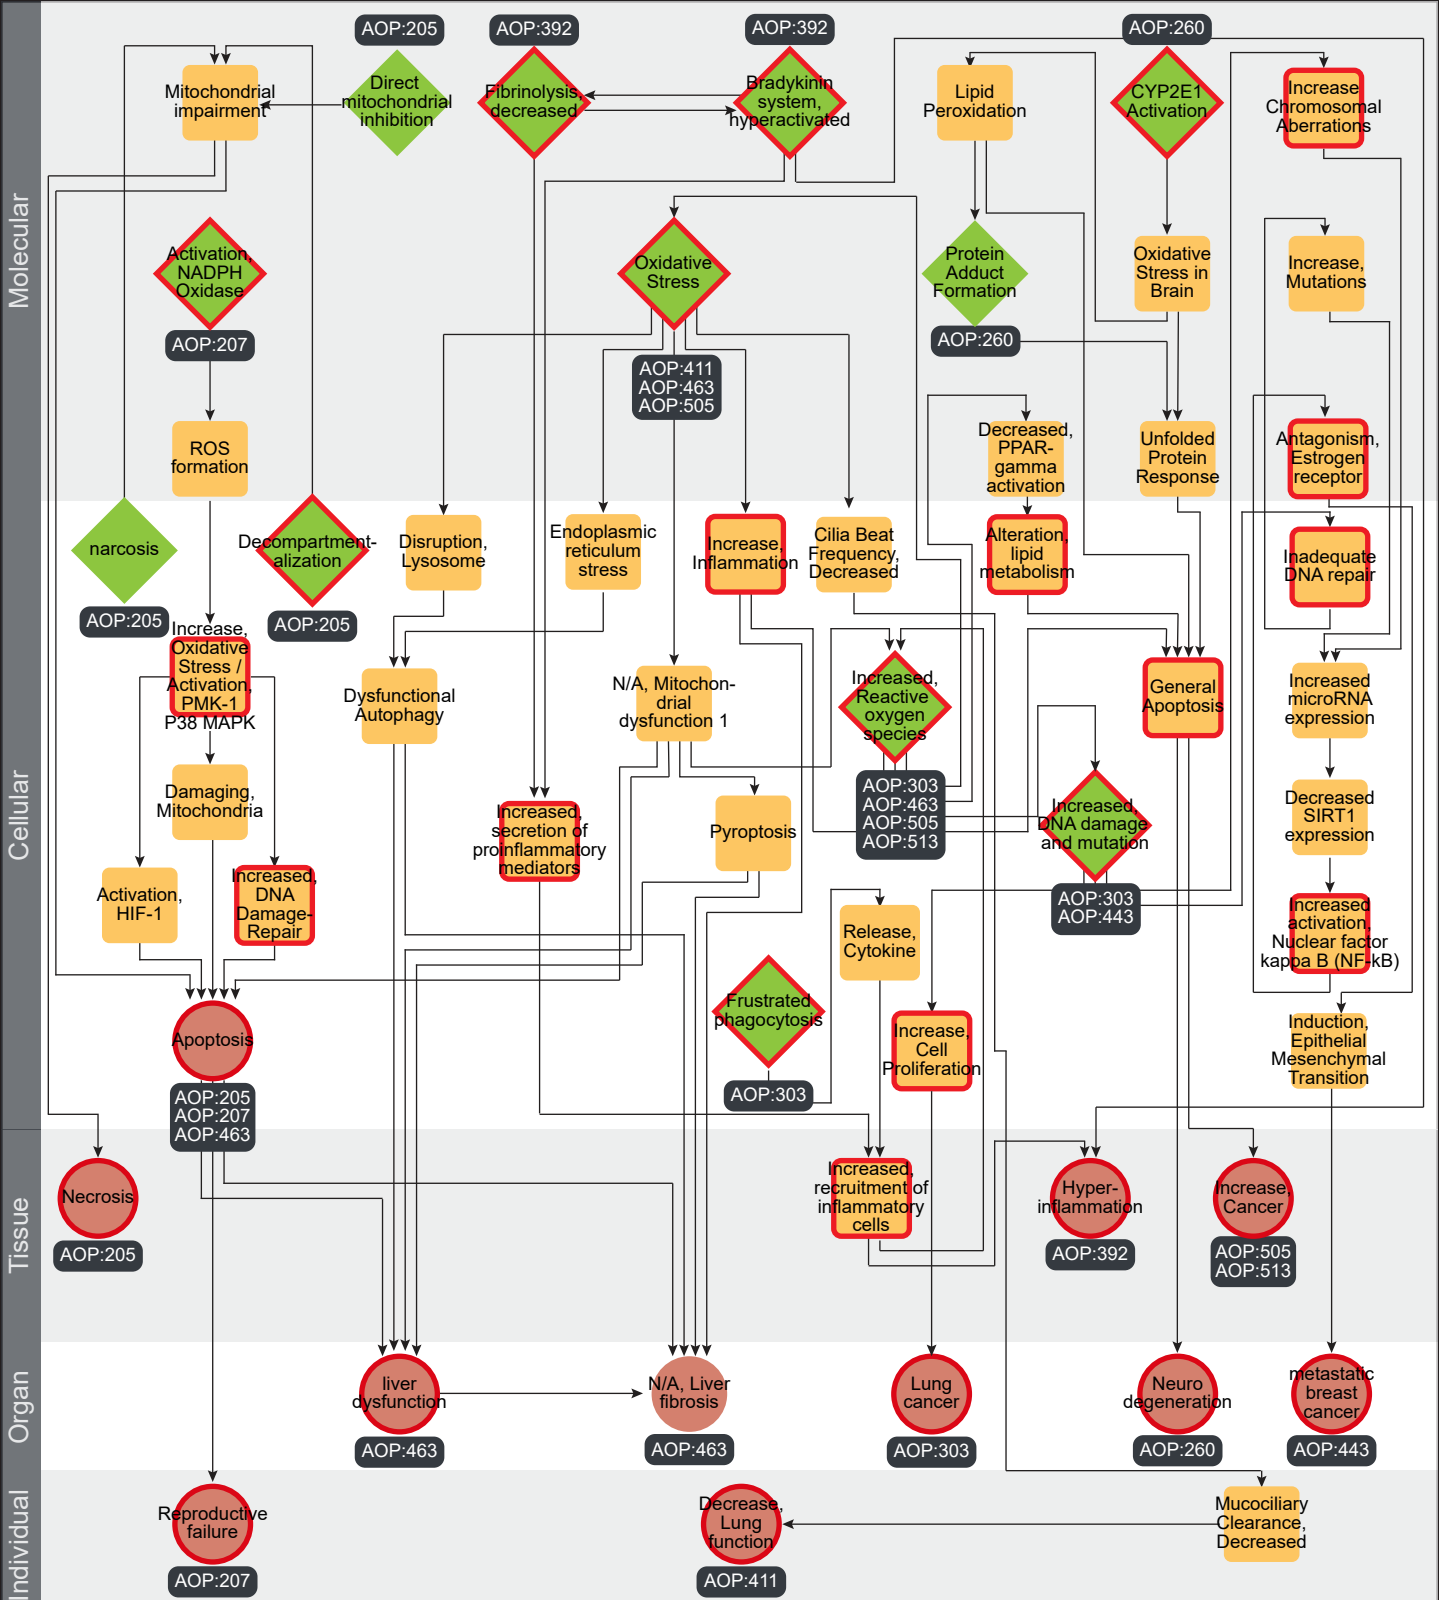 AOP:205
AOP:392
AOP:392
AOP:260
Molecular
Mitochondrial
impairment
Direct
mitochondrial
inhibition
Fibrinolysis,
decreased
Bradykinin
system,
hyperactivated
Lipid
Peroxidation
CYP2E1
Activation
Increase,
Chromosomal
Aberrations
Activation,
NADPH
Oxidase
AOP:207
Oxidative
Stress
AOP:411
AOP:463
AOP:505
Protein
Adduct
Formation
AOP:260
Oxidative
Stress in
Brain
Increase,
Mutations
ROS
formation
Decreased,
PPAR-
gamma
activation
Unfolded
Protein
Response
Antagonism,
Estrogen
receptor
Cellular
narcosis
AOP:205
Decompartment-
alization
AOP:205
Disruption,
Lysosome
Endoplasmic
reticulum
stress
Increase,
Inflammation
Cilia Beat
Frequency,
Decreased
Alteration,
lipid
metabolism
Inadequate
DNA repair
Increase,
Oxidative
Stress /
Activation,
PMK-1
P38 MAPK
Dysfunctional
Autophagy
N/A, Mitochon-
drial
dysfunction 1
Increased,
Reactive
oxygen
species
AOP:303
AOP:463
AOP:505
AOP:513
General
Apoptosis
Increased
microRNA
expression
Damaging,
Mitochondria
Increased,
secretion of
proinflammatory
mediators
Pyroptosis
Increased,
DNA damage
and mutation
AOP:303
AOP:443
Decreased
SIRT1
expression
Activation,
HIF-1
Increased,
DNA
Damage-
Repair
Release,
Cytokine
Increased
activation,
Nuclear factor
kappa B (NF-kB)
Apoptosis
AOP:205
AOP:207
AOP:463
Frustrated
phagocytosis
AOP:303
Increase,
Cell
Proliferation
Induction,
Epithelial
Mesenchymal
Transition
Tissue
Necrosis
AOP:205
Increased,
recruitment of
inflammatory
cells
Hyper-
inflammation
AOP:392
Increase,
Cancer
AOP:505
AOP:513
Organ
liver
dysfunction
AOP:463
N/A, Liver
fibrosis
AOP:463
Lung
cancer
AOP:303
Neuro
degeneration
AOP:260
metastatic
breast
cancer
AOP:443
Individual
Reproductive
failure
AOP:207
Decrease,
Lung
function
AOP:411
Mucociliary
Clearance,
Decreased